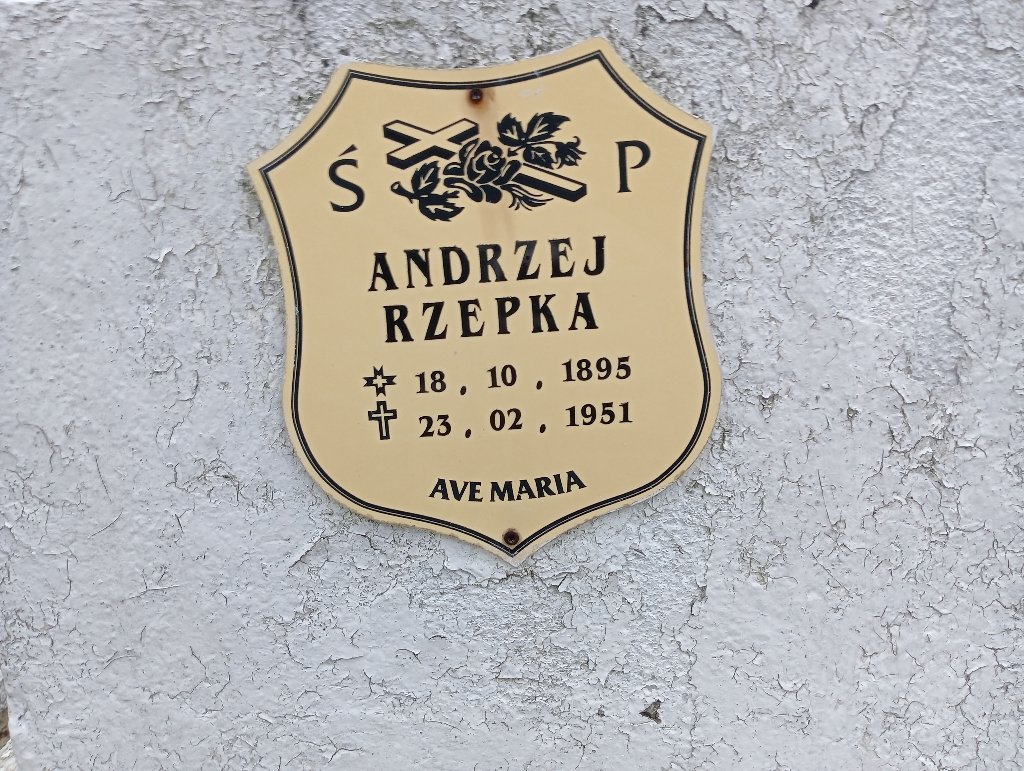 Ś P
ANDRZEJ
RZEPKA
18 . 10 . 1895
23 . 02 . 1951
AVE MARIA